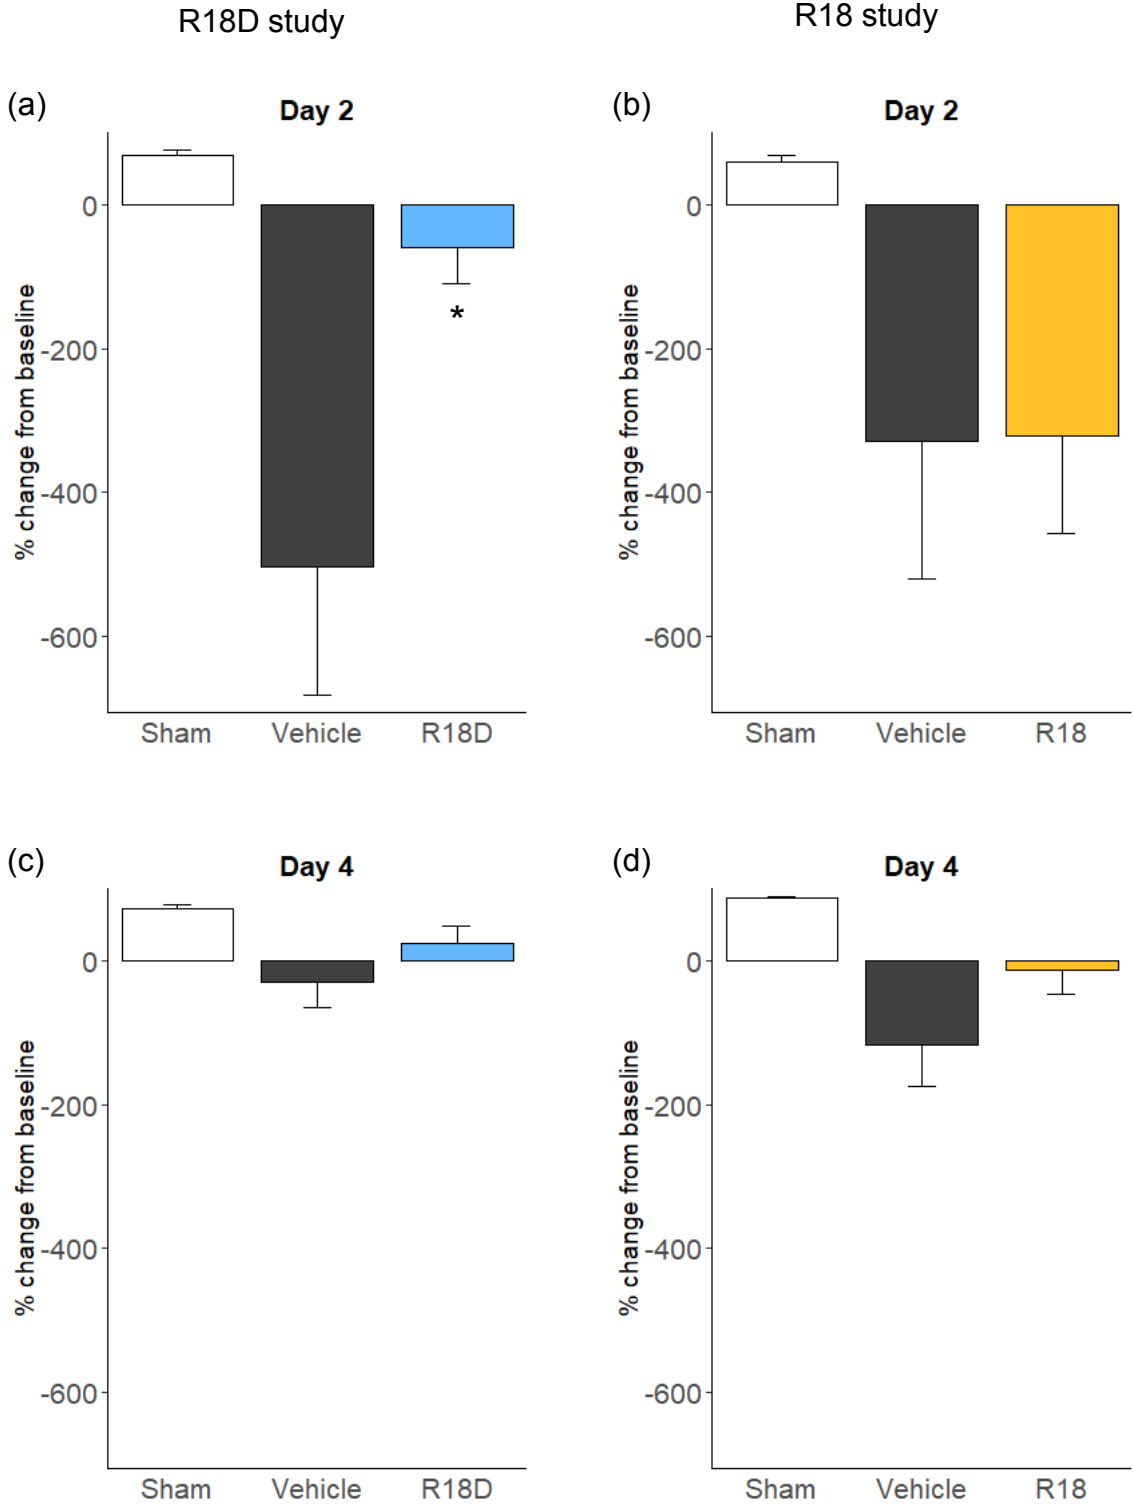 R18D study
R18 study
(a)
Day 2
% change from baseline
0
-200
-400
-600
*
Sham
Vehicle
R18D
(b)
Day 2
% change from baseline
0
-200
-400
-600
Sham
Vehicle
R18
(c)
Day 4
% change from baseline
0
-200
-400
-600
Sham
Vehicle
R18D
(d)
Day 4
% change from baseline
0
-200
-400
-600
Sham
Vehicle
R18